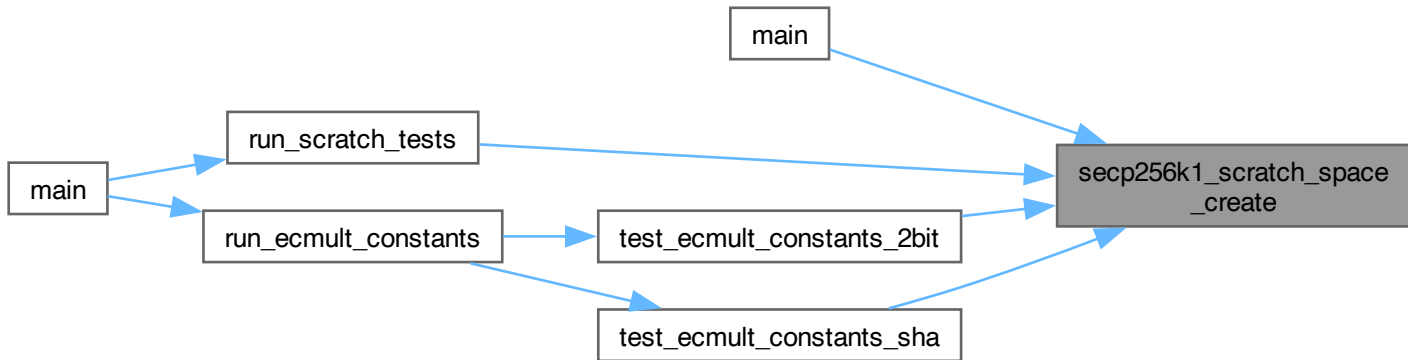 main
run_scratch_tests
secp256k1_scratch_space
_create
main
run_ecmult_constants
test_ecmult_constants_2bit
test_ecmult_constants_sha